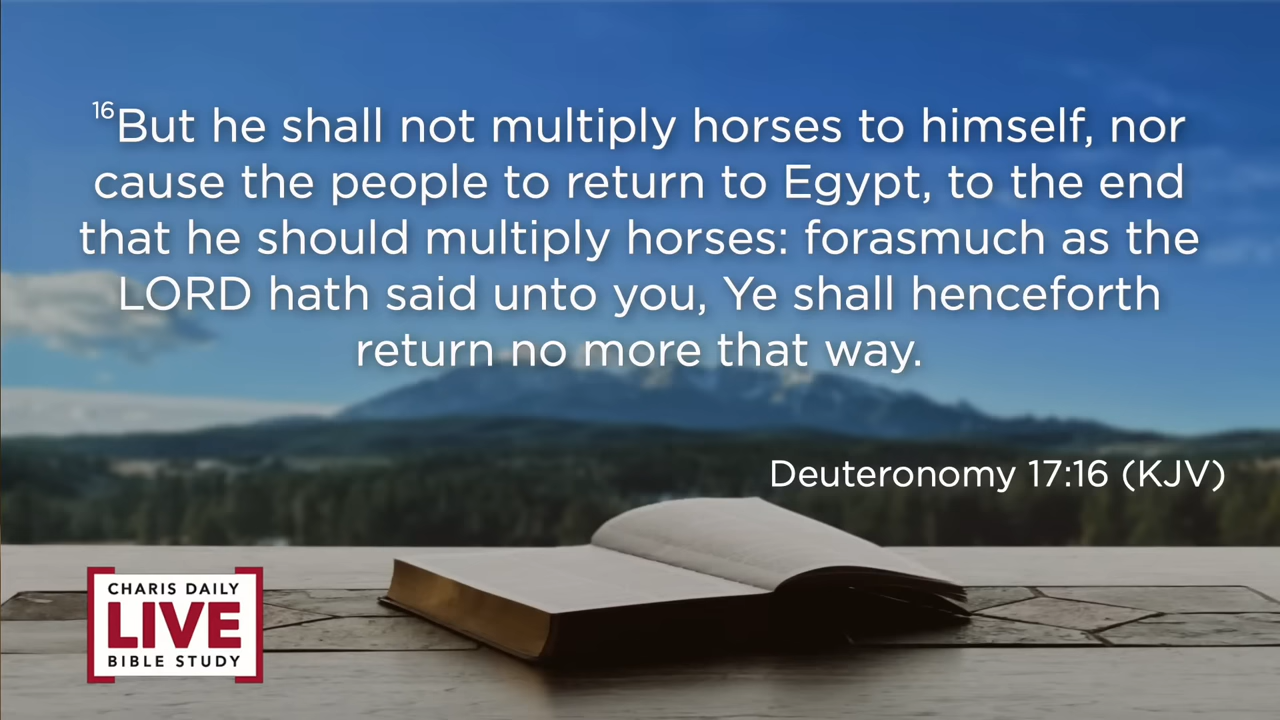 16But he shall not multiply horses to himself, nor
cause the people to return to Egypt, to the end
that he should multiply horses: forasmuch as the
LORD hath said unto you, Ye shall henceforth
return no more that way.
Deuteronomy 17:16 (KJV)
CHARIS DAILY
LIVE
BIBLE STUDY